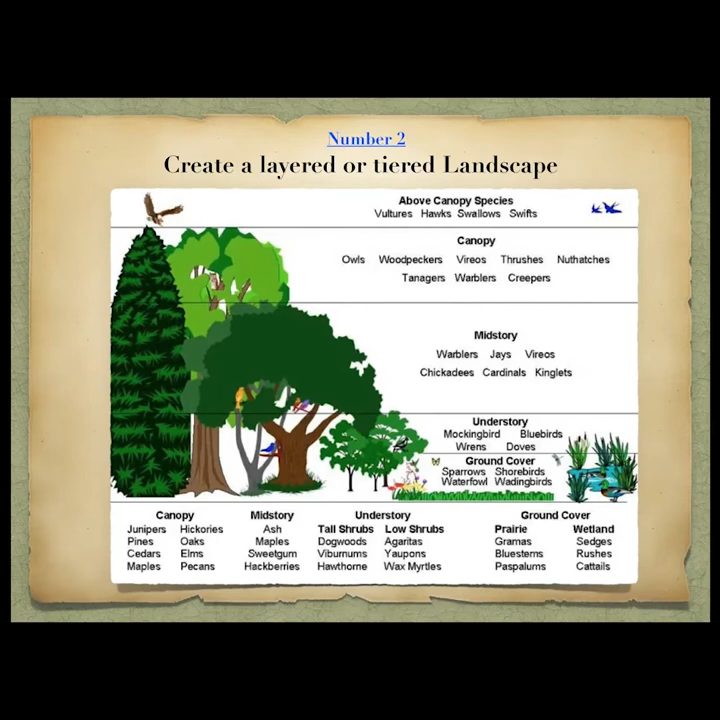 Number 2
Create a layered or tiered Landscape
Above Canopy Species
Vultures Hawks Swallows Swifts
Canopy
Owls Woodpeckers Vireos Thrushes Nuthatches
Tanagers Warblers Creepers
Midstory
Warblers Jays Vireos
Chickadees Cardinals Kinglets
Understory
Mockingbird Bluebirds
Wrens Doves
Ground Cover
Sparrows Shorebirds
Waterfowl Wadingbirds
Canopy Midstory Understory Ground Cover
Junipers Hickories Ash Tall Shrubs Low Shrubs Prairie Wetland
Pines Oaks Maples Dogwoods Agaritas Gramas Sedges
Cedars Elms Sweetgum Viburnums Yaupons Bluestems Rushes
Maples Pecans Hackberries Hawthorne Wax Myrtles Paspalums Cattails